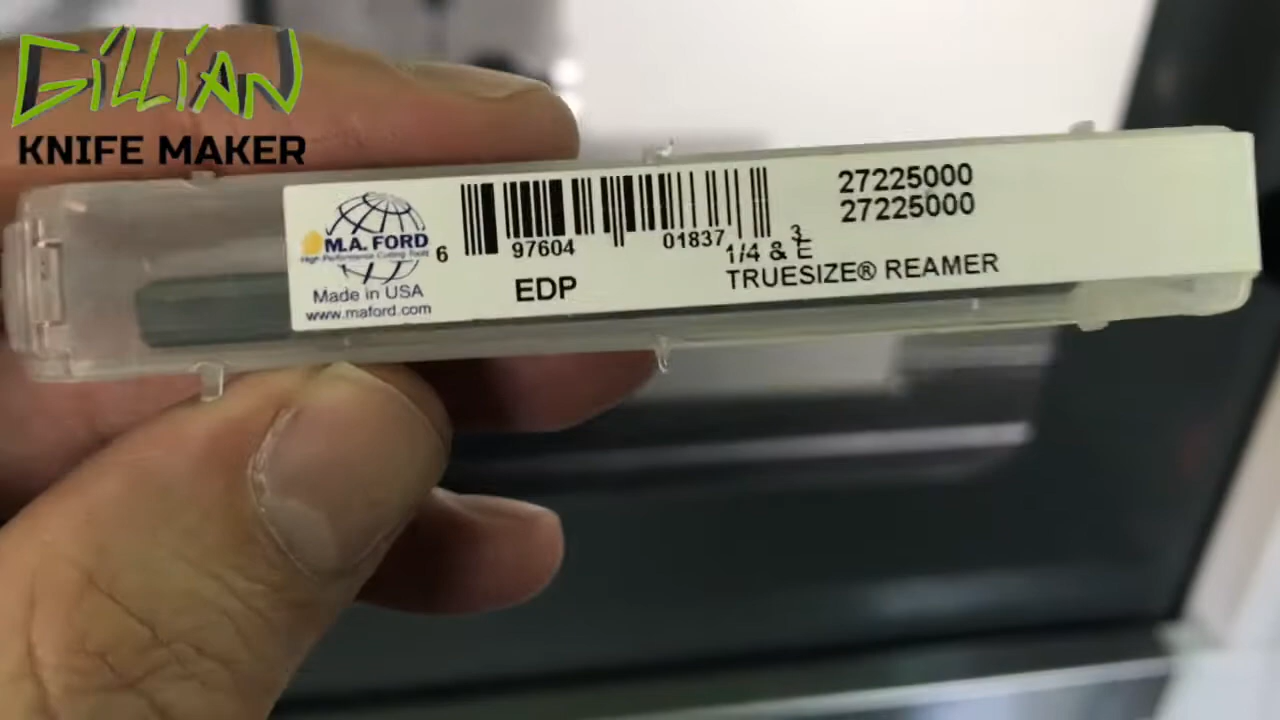 GiLLiAN
KNIFE MAKER
M.A. FORD
High Performance Cutting Tools
Made in USA
www.maford.com
6 97604 01837 3
EDP
27225000
27225000
1/4 & E
TRUESIZE® REAMER